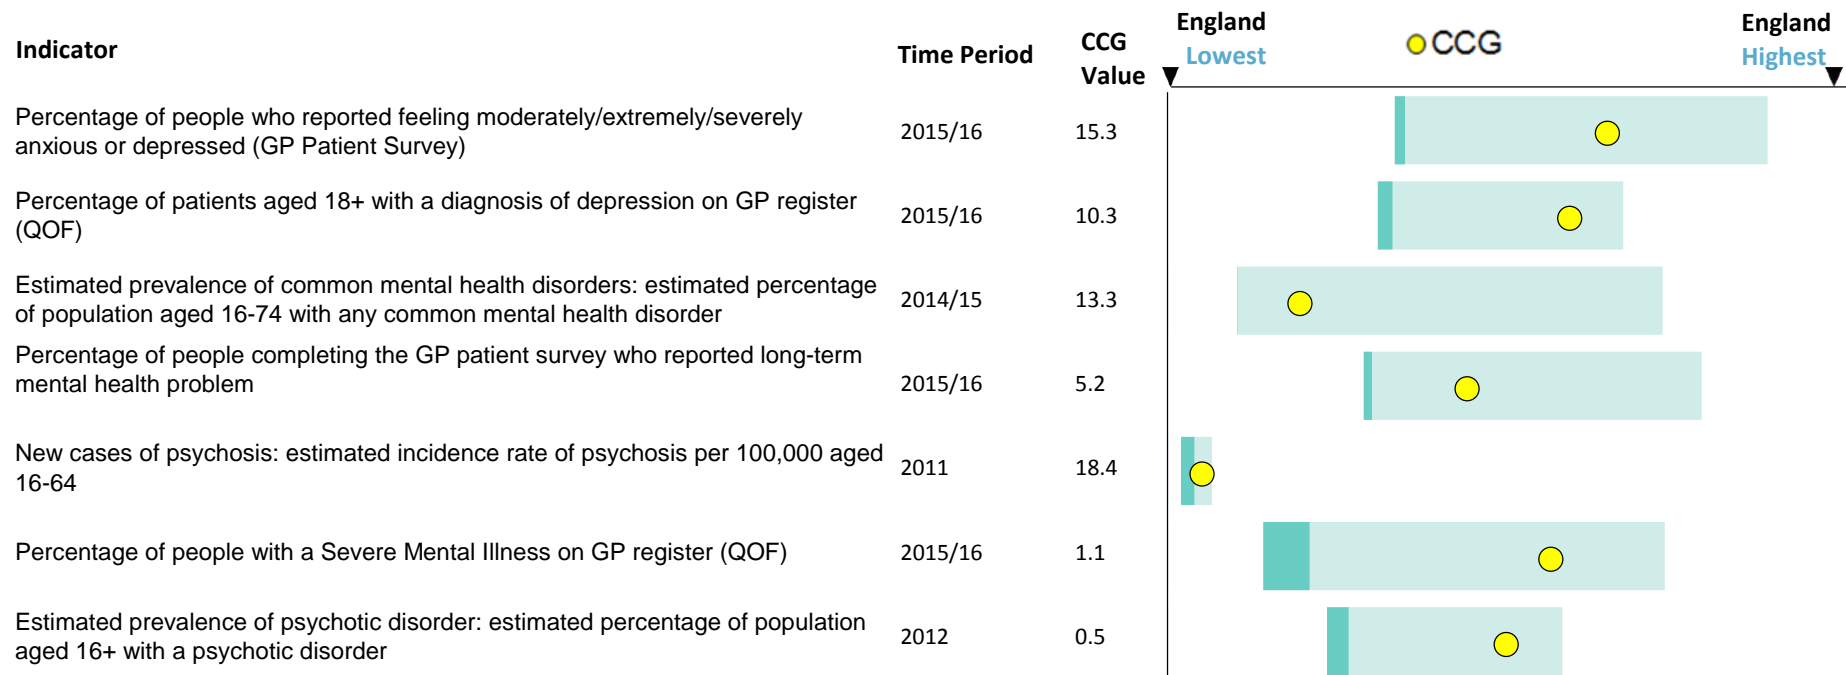 Indicator
Time Period
CCG
Value
England
Lowest
CCG
England
Highest
Percentage of people who reported feeling moderately/extremely/severely
anxious or depressed (GP Patient Survey)
2015/16
15.3
Percentage of patients aged 18+ with a diagnosis of depression on GP register
(QOF)
2015/16
10.3
Estimated prevalence of common mental health disorders: estimated percentage
of population aged 16-74 with any common mental health disorder
2014/15
13.3
Percentage of people completing the GP patient survey who reported long-term
mental health problem
2015/16
5.2
New cases of psychosis: estimated incidence rate of psychosis per 100,000 aged
16-64
2011
18.4
Percentage of people with a Severe Mental Illness on GP register (QOF)
2015/16
1.1
Estimated prevalence of psychotic disorder: estimated percentage of population
aged 16+ with a psychotic disorder
2012
0.5